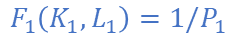 F₁(K₁, L₁) = 1/P₁